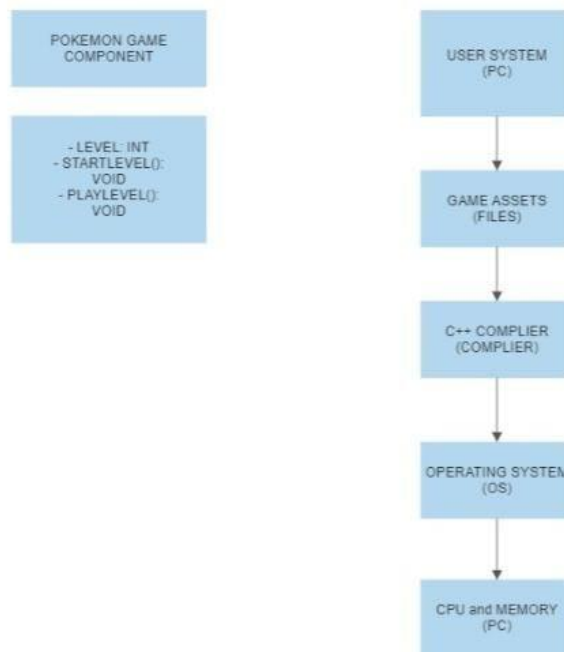 POKEMON GAME
COMPONENT
- LEVEL: INT
- STARTLEVEL():
VOID
- PLAYLEVEL():
VOID
USER SYSTEM
(PC)
GAME ASSETS
(FILES)
C++ COMPLIER
(COMPLIER)
OPERATING SYSTEM
(OS)
CPU and MEMORY
(PC)